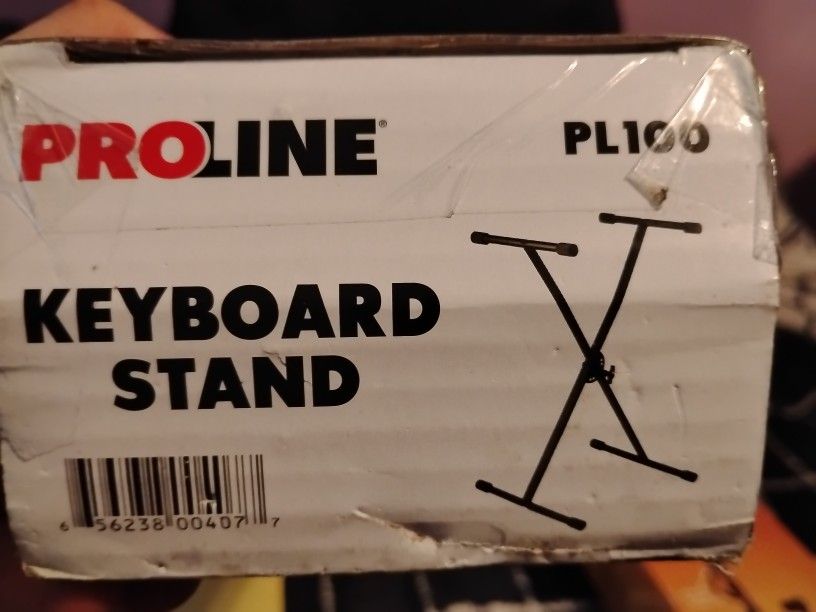 PROLINE®
PL100
KEYBOARD
STAND
6 56238 00407 7